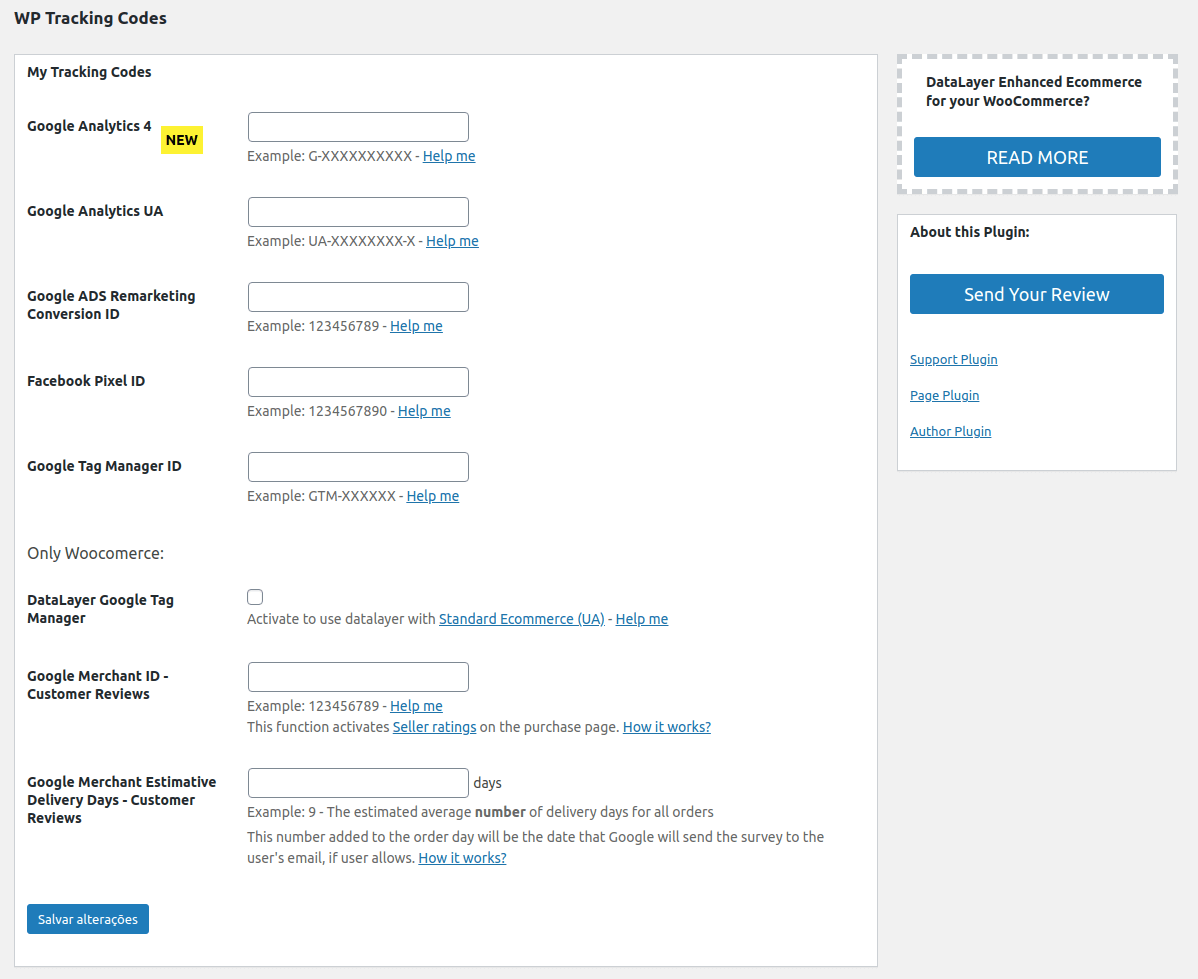 WP Tracking Codes
My Tracking Codes
Google Analytics 4 NEW
Example: G-XXXXXXXXXX - Help me
Google Analytics UA
Example: UA-XXXXXXXX-X - Help me
Google ADS Remarketing
Conversion ID
Example: 123456789 - Help me
Facebook Pixel ID
Example: 1234567890 - Help me
Google Tag Manager ID
Example: GTM-XXXXXX - Help me
Only Woocomerce:
DataLayer Google Tag
Manager
Activate to use datalayer with Standard Ecommerce (UA) - Help me
Google Merchant ID -
Customer Reviews
Example: 123456789 - Help me
This function activates Seller ratings on the purchase page. How it works?
Google Merchant Estimative
Delivery Days - Customer
Reviews
days
Example: 9 - The estimated average number of delivery days for all orders
This number added to the order day will be the date that Google will send the survey to the
user's email, if user allows. How it works?
Salvar alterações
DataLayer Enhanced Ecommerce
for your WooCommerce?
READ MORE
About this Plugin:
Send Your Review
Support Plugin
Page Plugin
Author Plugin